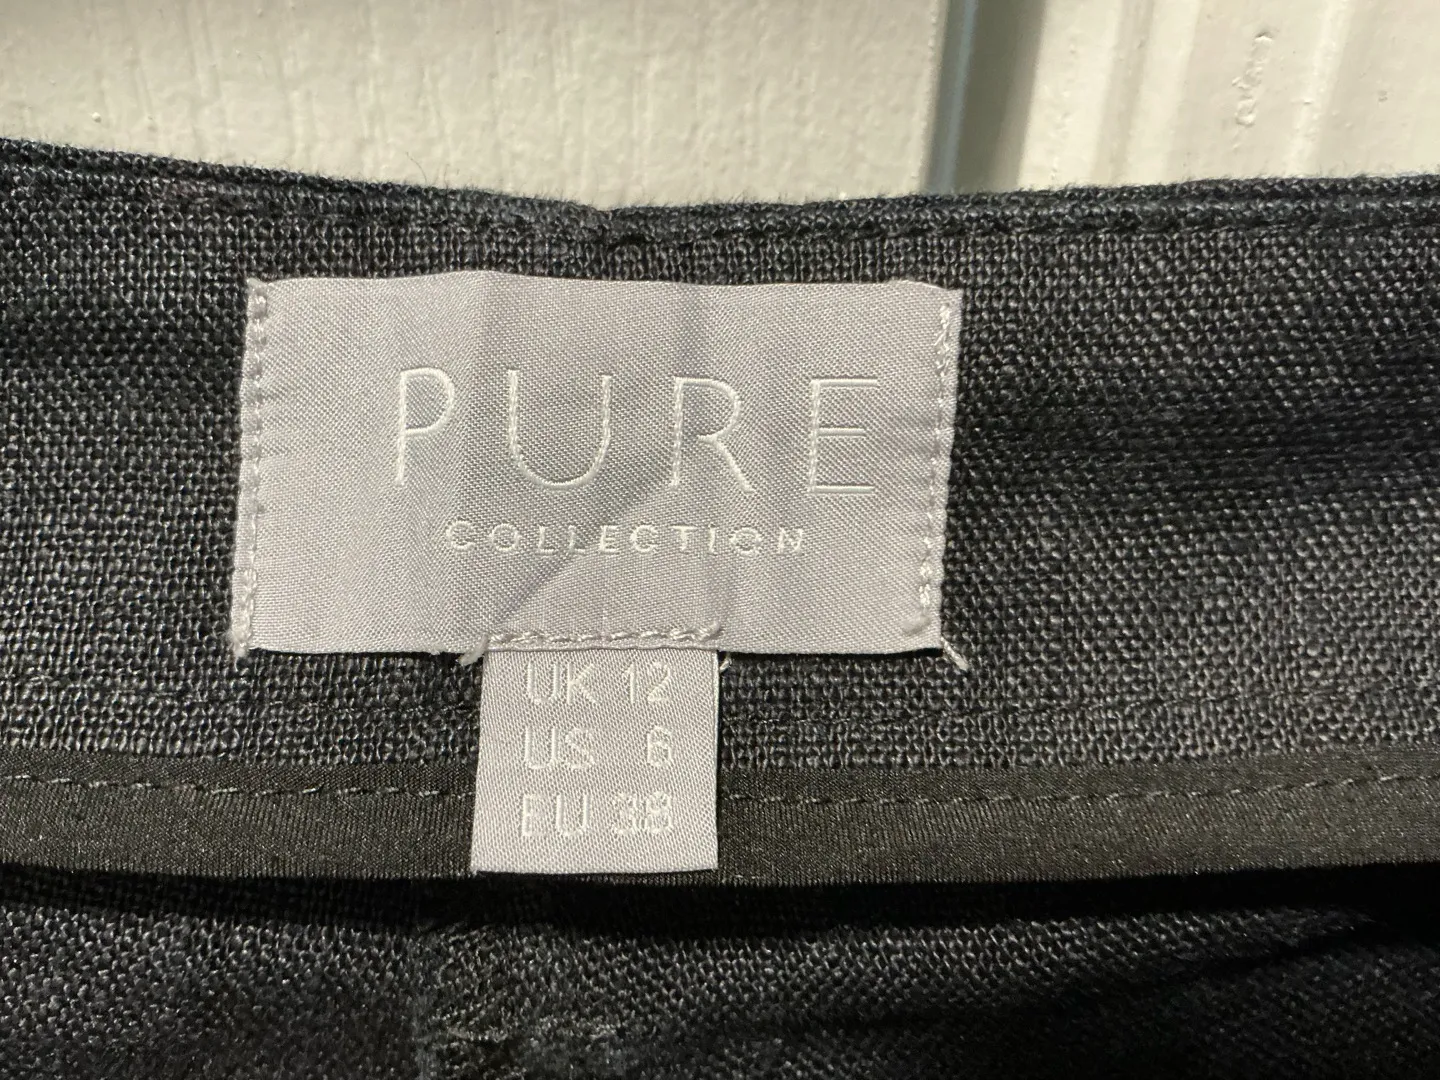 PURE
COLLECTION
UK 12
US 6
EU 38